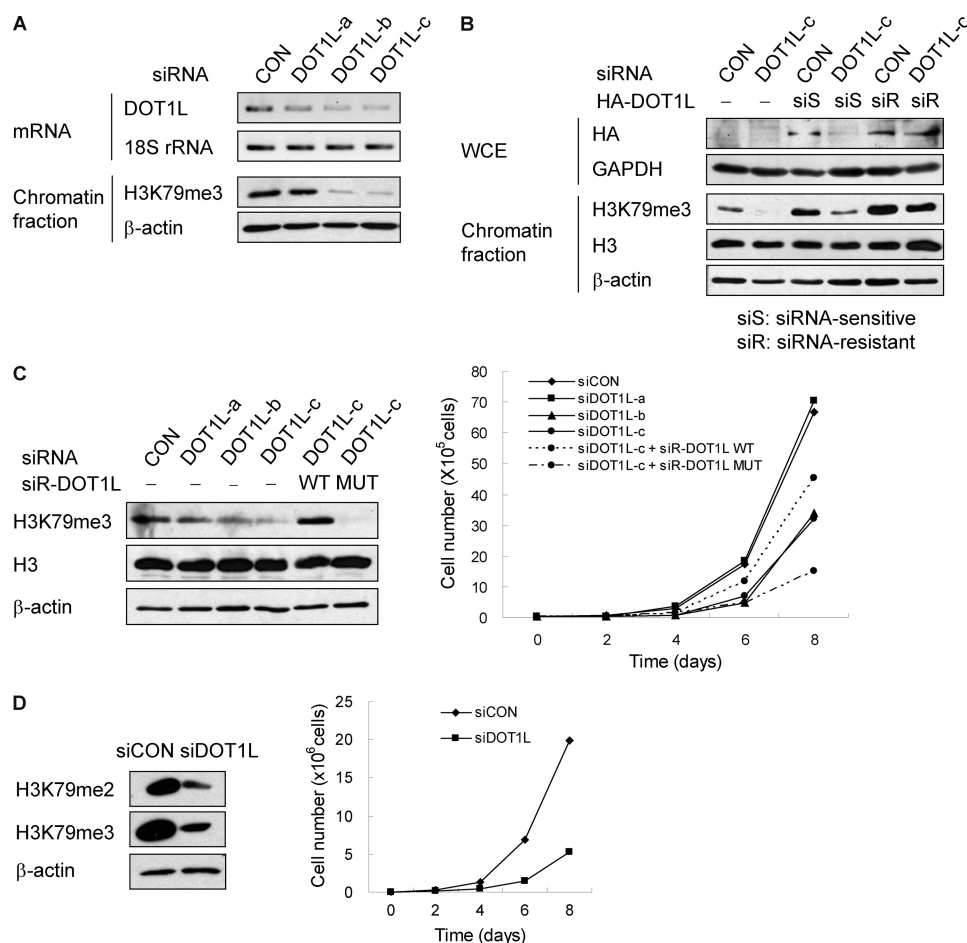 A
siRNA
CON
DOT1L-a
DOT1L-b
DOT1L-c
mRNA
DOT1L
18S rRNA
Chromatin
fraction
H3K79me3
β-actin
B
siRNA
CON
DOT1L-c
CON
DOT1L-c
CON
DOT1L-c
HA-DOT1L
– – siS siS siR siR
WCE
HA
GAPDH
Chromatin
fraction
H3K79me3
H3
β-actin
siS: siRNA-sensitive
siR: siRNA-resistant
C
siRNA
CON
DOT1L-a
DOT1L-b
DOT1L-c
DOT1L-c
DOT1L-c
siR-DOT1L
– – – – WT MUT
H3K79me3
H3
β-actin
Cell number (X10⁵ cells)
80
70
60
50
40
30
20
10
0
siCON
siDOT1L-a
siDOT1L-b
siDOT1L-c
siDOT1L-c + siR-DOT1L WT
siDOT1L-c + siR-DOT1L MUT
0 2 4 6 8
Time (days)
D
siCON siDOT1L
H3K79me2
H3K79me3
β-actin
Cell number (x10⁶ cells)
25
20
15
10
5
0
siCON
siDOT1L
0 2 4 6 8
Time (days)